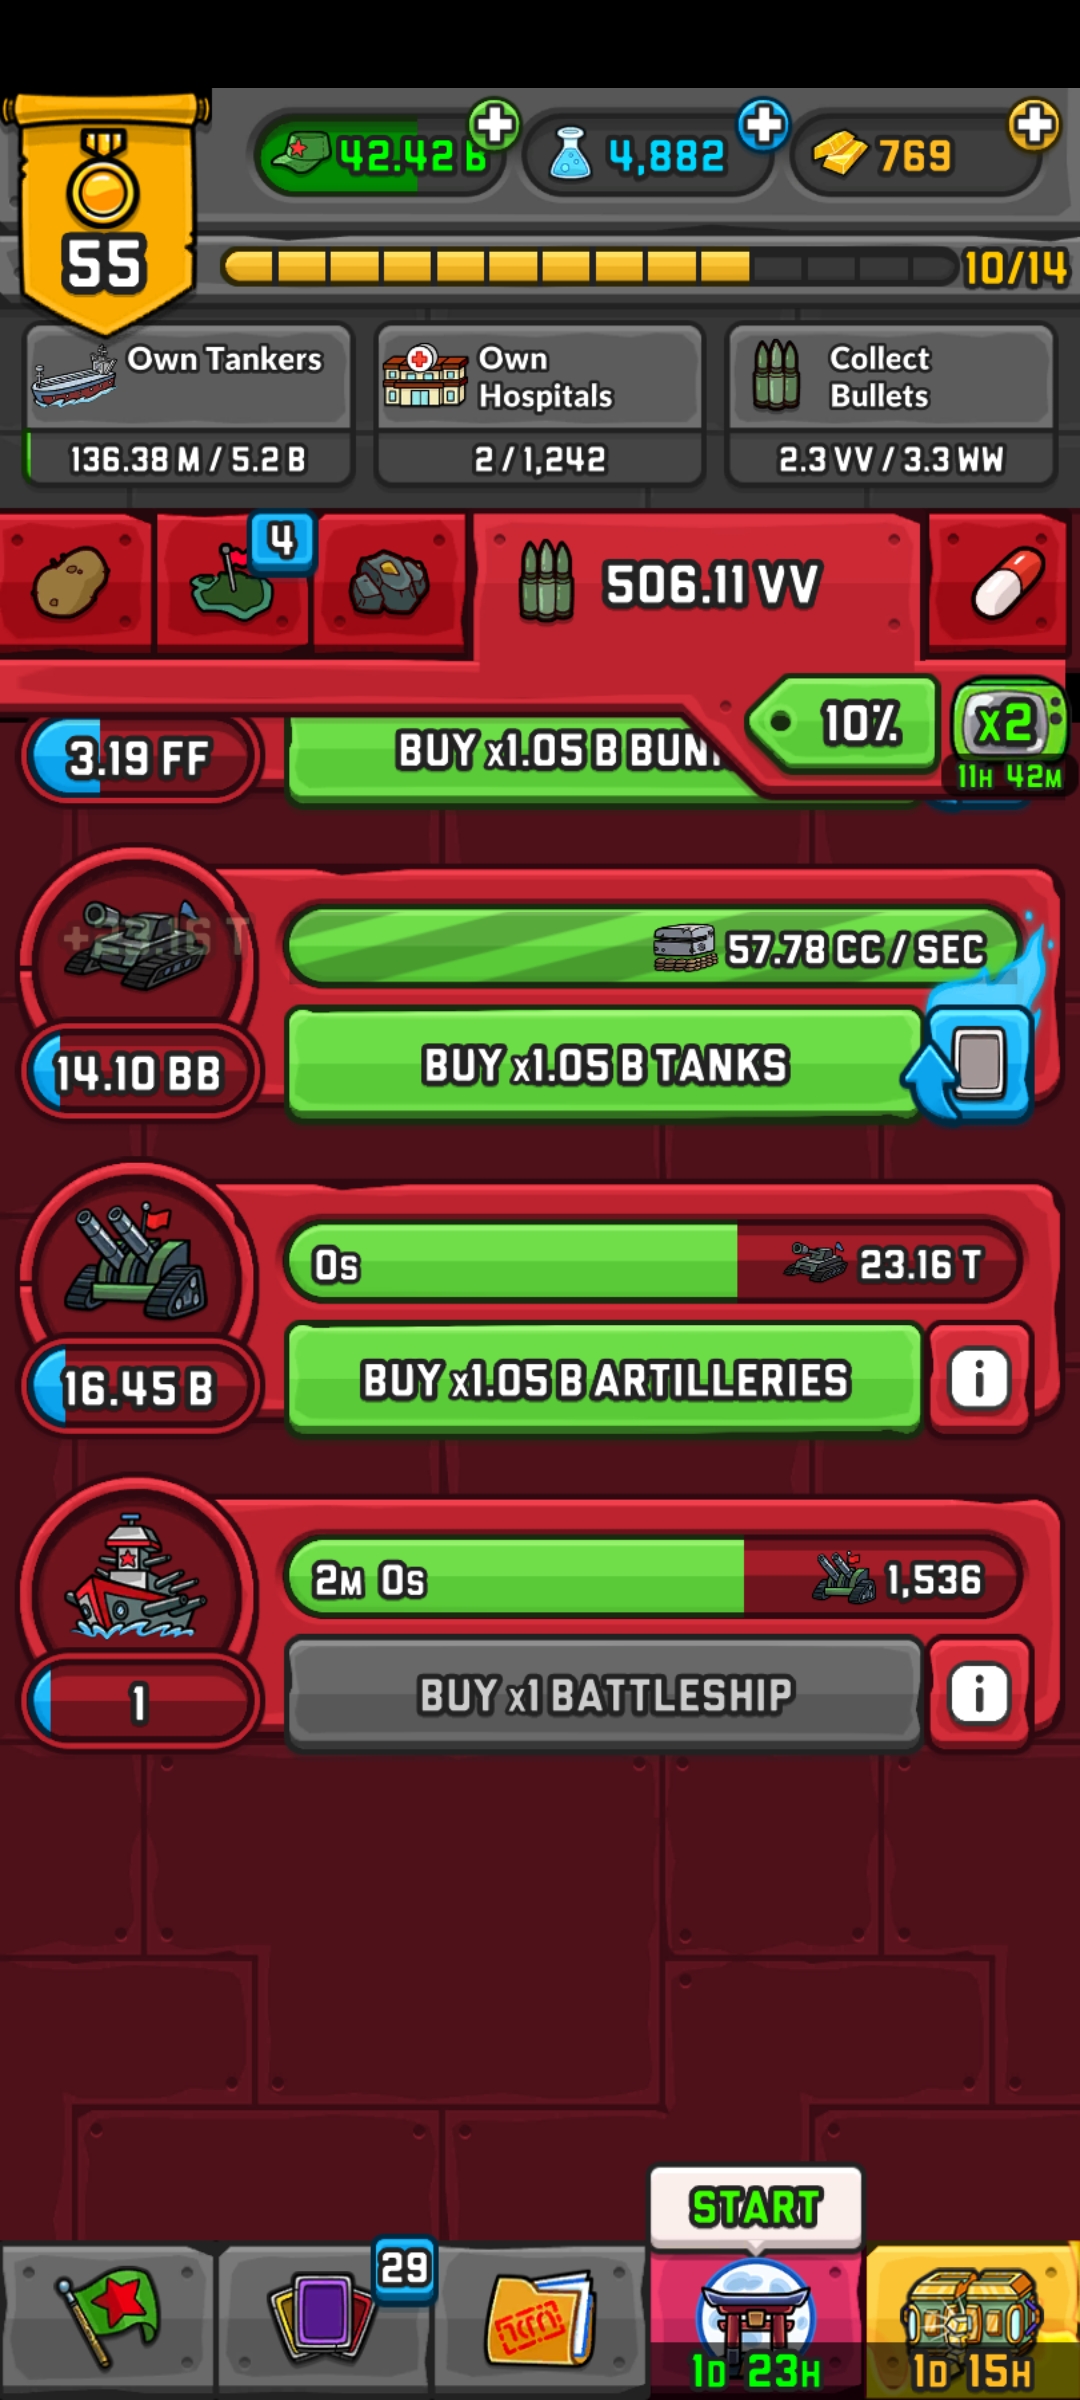 42.42 B
4,882
769
55
10/14
Own Tankers
136.38 M / 5.2 B
Own
Hospitals
2 / 1,242
Collect
Bullets
2.3 VV / 3.3 WW
4
506.11 VV
10%
x2
11H 42M
3.19 FF
BUY x1.05 B BUN
57.78 CC / SEC
14.10 BB
BUY x1.05 B TANKS
0s
23.16 T
16.45 B
BUY x1.05 B ARTILLERIES
i
2M 0s
1,536
1
BUY x1 BATTLESHIP
i
START
29
1D 23H
1D 15H